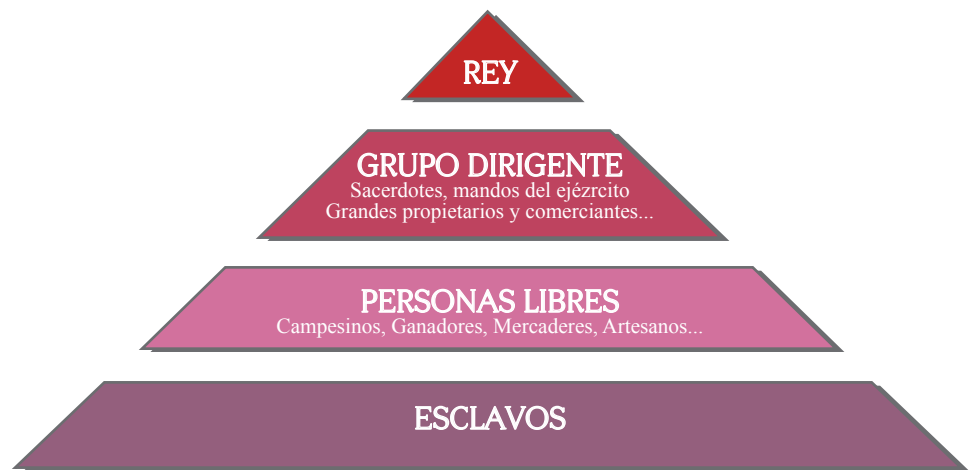 REY
GRUPO DIRIGENTE
Sacerdotes, mandos del ejézrcito
Grandes propietarios y comerciantes...
PERSONAS LIBRES
Campesinos, Ganadores, Mercaderes, Artesanos...
ESCLAVOS